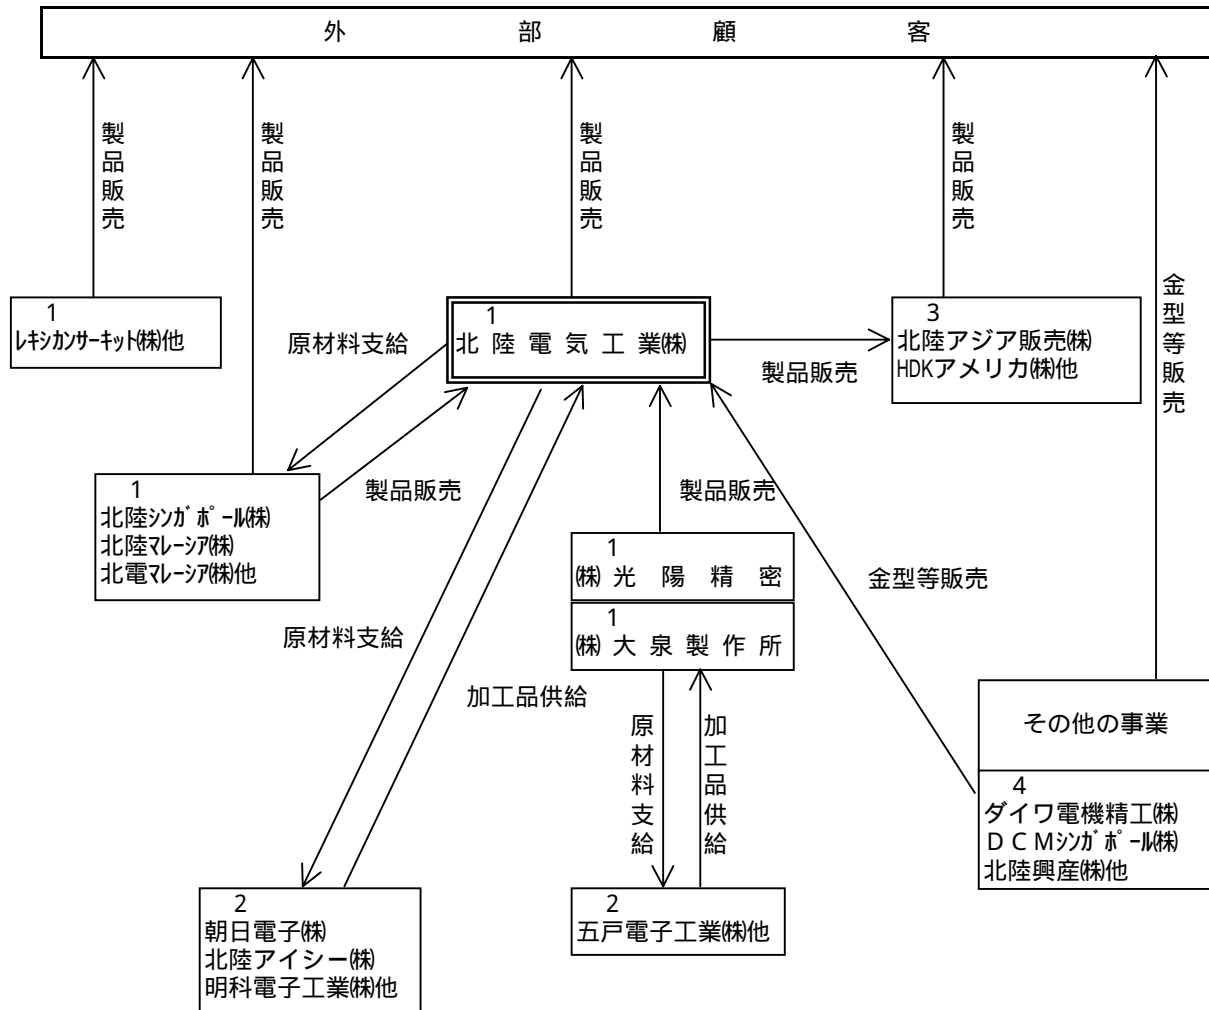 外部顧客
製品販売
製品販売
製品販売
製品販売
金型等販売
1
レキシカンサーキット㈱他
原材料支給
1
北陸電気工業㈱
製品販売
3
北陸アジア販売㈱
HDKアメリカ㈱他
1
北陸シンガポール㈱
北陸マレーシア㈱
北電マレーシア㈱他
製品販売
製品販売
1
㈱光陽精密
1
㈱大泉製作所
金型等販売
原材料支給
加工品供給
原材料支給
加工品供給
その他の事業
4
ダイワ電機精工㈱
DCMシンガポール㈱
北陸興産㈱他
2
朝日電子㈱
北陸アイシー㈱
明科電子工業㈱他
2
五戸電子工業㈱他